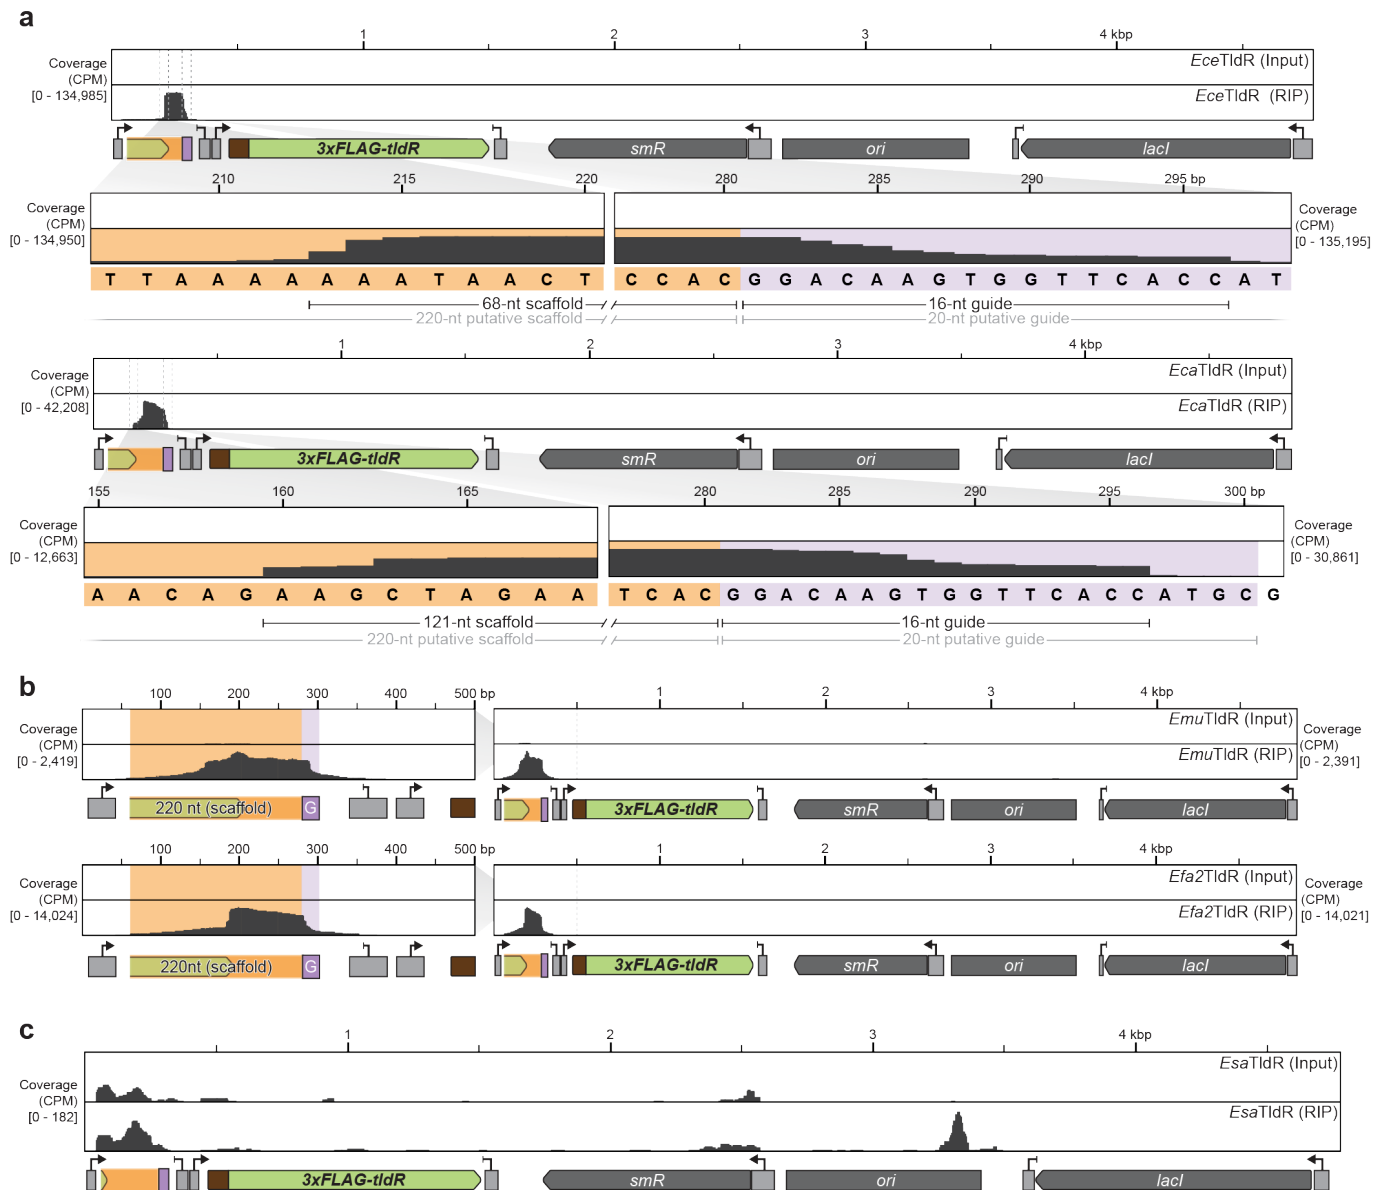 a
1 2 3 4 kbp
Coverage
(CPM)
[0 - 134,985]
EceTldR (Input)
EceTldR (RIP)
3xFLAG-tldR smR ori lacI
210 215 220 280 285 290 295 bp
Coverage
(CPM)
[0 - 134,950]
Coverage
(CPM)
[0 - 135,195]
T T A A A A A A A T A A C T C C A C G G A C A A G T G G T T C A C C A T
68-nt scaffold 16-nt guide
220-nt putative scaffold 20-nt putative guide
1 2 3 4 kbp
Coverage
(CPM)
[0 - 42,208]
EcaTldR (Input)
EcaTldR (RIP)
3xFLAG-tldR smR ori lacI
155 160 165 280 285 290 295 300 bp
Coverage
(CPM)
[0 - 12,663]
Coverage
(CPM)
[0 - 30,861]
A A C A G A A G C T A G A A T C A C G G A C A A G T G G T T C A C C A T G C G
121-nt scaffold 16-nt guide
220-nt putative scaffold 20-nt putative guide
b
100 200 300 400 500 bp 1 2 3 4 kbp
Coverage
(CPM)
[0 - 2,419]
EmuTldR (Input)
EmuTldR (RIP)
Coverage
(CPM)
[0 - 2,391]
220 nt (scaffold) G 3xFLAG-tldR smR ori lacI
100 200 300 400 500 bp 1 2 3 4 kbp
Coverage
(CPM)
[0 - 14,024]
Efa2TldR (Input)
Efa2TldR (RIP)
Coverage
(CPM)
[0 - 14,021]
220nt (scaffold) G 3xFLAG-tldR smR ori lacI
c
1 2 3 4 kbp
Coverage
(CPM)
[0 - 182]
EsaTldR (Input)
EsaTldR (RIP)
3xFLAG-tldR smR ori lacI